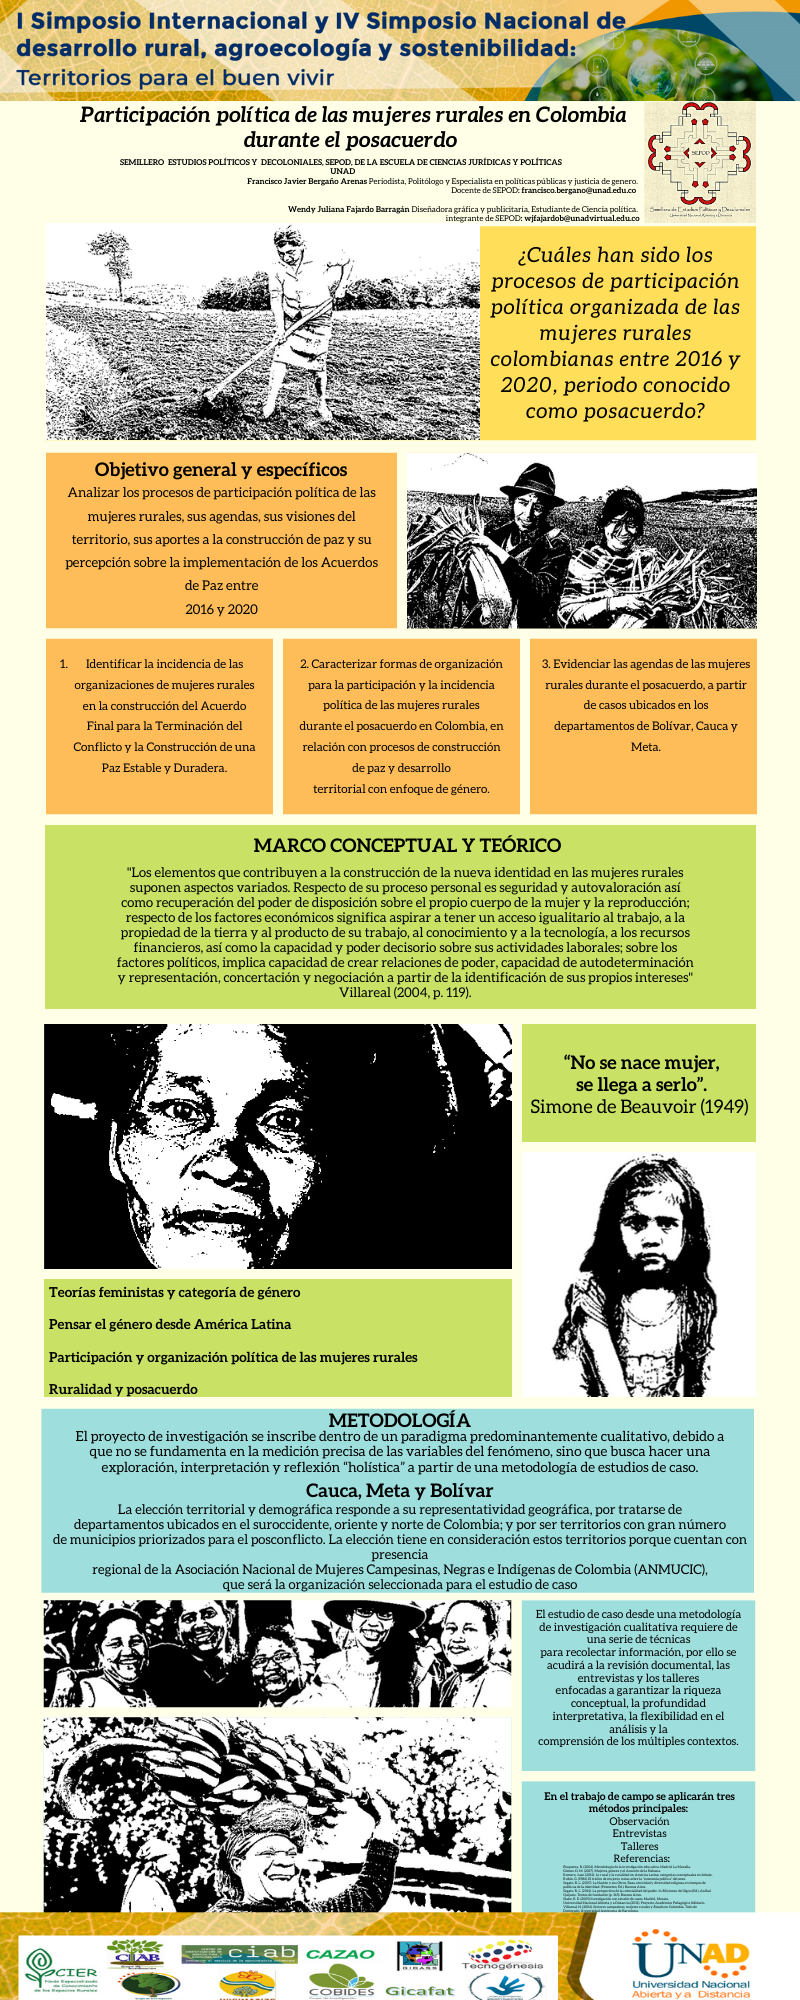 I Simposio Internacional y IV Simposio Nacional de
desarrollo rural, agroecología y sostenibilidad:
Territorios para el buen vivir
Participación política de las mujeres rurales en Colombia
durante el posacuerdo
SEMILLERO ESTUDIOS POLÍTICOS Y DECOLONIALES, SEPOD, DE LA ESCUELA DE CIENCIAS JURÍDICAS Y POLÍTICAS
UNAD
Francisco Javier Bergaño Arenas Periodista, Politólogo y Especialista en políticas públicas y justicia de genero.
Docente de SEPOD: francisco.bergano@unad.edu.co
Wendy Juliana Fajardo Barragán Diseñadora gráfica y publicitaria, Estudiante de Ciencia política.
integrante de SEPOD: wjfajardob@unadvirtual.edu.co
SEPOD
Semillero de Estudios Políticos y Decoloniales
Universidad Nacional Abierta y a Distancia
¿Cuáles han sido los
procesos de participación
política organizada de las
mujeres rurales
colombianas entre 2016 y
2020, periodo conocido
como posacuerdo?
Objetivo general y específicos
Analizar los procesos de participación política de las
mujeres rurales, sus agendas, sus visiones del
territorio, sus aportes a la construcción de paz y su
percepción sobre la implementación de los Acuerdos
de Paz entre
2016 y 2020
1. Identificar la incidencia de las
organizaciones de mujeres rurales
en la construcción del Acuerdo
Final para la Terminación del
Conflicto y la Construcción de una
Paz Estable y Duradera.
2. Caracterizar formas de organización
para la participación y la incidencia
política de las mujeres rurales
durante el posacuerdo en Colombia, en
relación con procesos de construcción
de paz y desarrollo
territorial con enfoque de género.
3. Evidenciar las agendas de las mujeres
rurales durante el posacuerdo, a partir
de casos ubicados en los
departamentos de Bolívar, Cauca y
Meta.
MARCO CONCEPTUAL Y TEÓRICO
"Los elementos que contribuyen a la construcción de la nueva identidad en las mujeres rurales
suponen aspectos variados. Respecto de su proceso personal es seguridad y autovaloración así
como recuperación del poder de disposición sobre el propio cuerpo de la mujer y la reproducción;
respecto de los factores económicos significa aspirar a tener un acceso igualitario al trabajo, a la
propiedad de la tierra y al producto de su trabajo, al conocimiento y a la tecnología, a los recursos
financieros, así como la capacidad y poder decisorio sobre sus actividades laborales; sobre los
factores políticos, implica capacidad de crear relaciones de poder, capacidad de autodeterminación
y representación, concertación y negociación a partir de la identificación de sus propios intereses"
Villareal (2004, p. 119).
“No se nace mujer,
se llega a serlo”.
Simone de Beauvoir (1949)
Teorías feministas y categoría de género
Pensar el género desde América Latina
Participación y organización política de las mujeres rurales
Ruralidad y posacuerdo
METODOLOGÍA
El proyecto de investigación se inscribe dentro de un paradigma predominantemente cualitativo, debido a
que no se fundamenta en la medición precisa de las variables del fenómeno, sino que busca hacer una
exploración, interpretación y reflexión “holística” a partir de una metodología de estudios de caso.
Cauca, Meta y Bolívar
La elección territorial y demográfica responde a su representatividad geográfica, por tratarse de
departamentos ubicados en el suroccidente, oriente y norte de Colombia; y por ser territorios con gran número
de municipios priorizados para el posconflicto. La elección tiene en consideración estos territorios porque cuentan con
presencia
regional de la Asociación Nacional de Mujeres Campesinas, Negras e Indígenas de Colombia (ANMUCIC),
que será la organización seleccionada para el estudio de caso
El estudio de caso desde una metodología
de investigación cualitativa requiere de
una serie de técnicas
para recolectar información, por ello se
acudirá a la revisión documental, las
entrevistas y los talleres
enfocadas a garantizar la riqueza
conceptual, la profundidad
interpretativa, la flexibilidad en el
análisis y la
comprensión de los múltiples contextos.
En el trabajo de campo se aplicarán tres
métodos principales:
Observación
Entrevistas
Talleres
Referencias:
CIER
Fondo Especializado
de Conocimiento
de los Espacios Rurales
CIAB
ciab
CAZAO
GIBASS
Tecnogénesis
COBIDES
Gicafat
UNAD
Universidad Nacional
Abierta y a Distancia